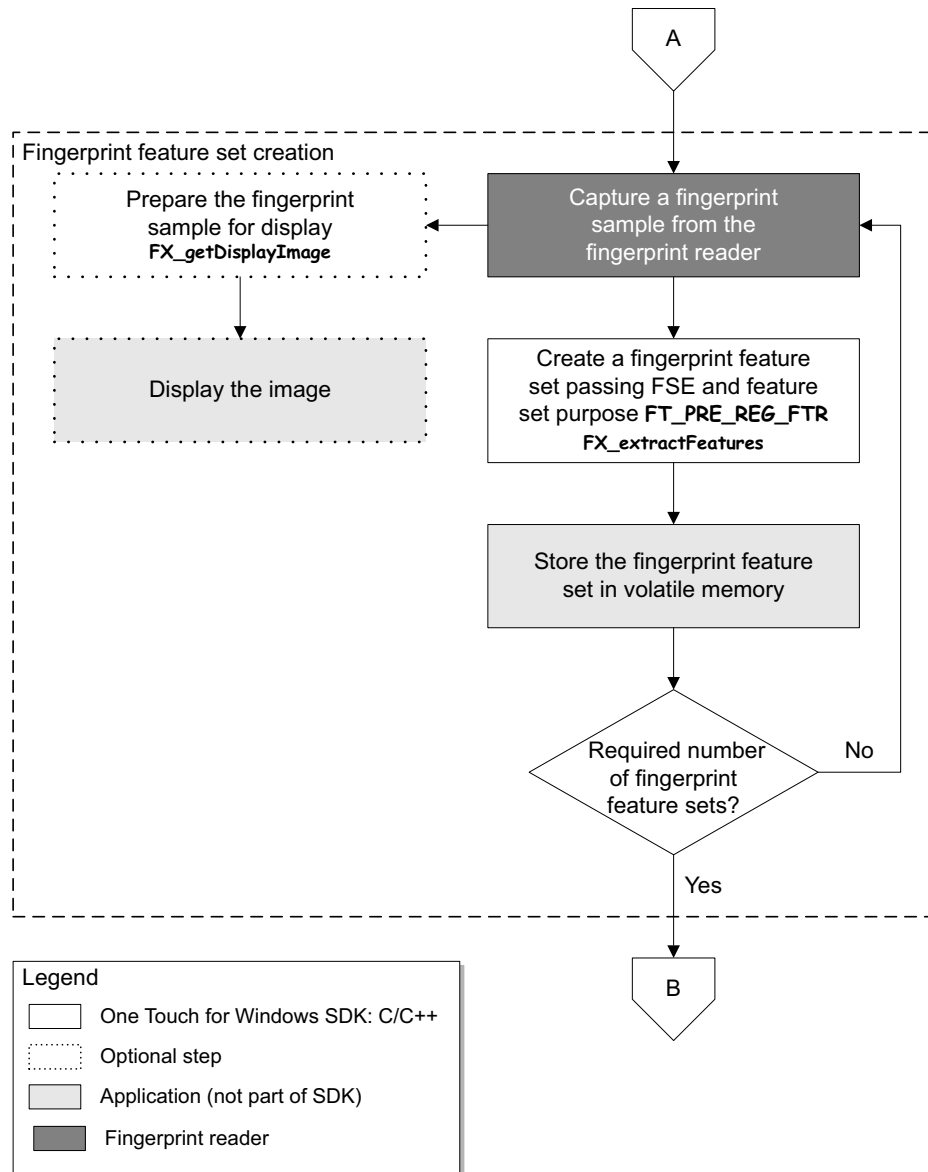 A
Fingerprint feature set creation
Prepare the fingerprint
sample for display
FX_getDisplayImage
Capture a fingerprint
sample from the
fingerprint reader
Display the image
Create a fingerprint feature
set passing FSE and feature
set purpose FT_PRE_REG_FTR
FX_extractFeatures
Store the fingerprint feature
set in volatile memory
Required number
of fingerprint
feature sets?
No
Yes
B
Legend
One Touch for Windows SDK: C/C++
Optional step
Application (not part of SDK)
Fingerprint reader